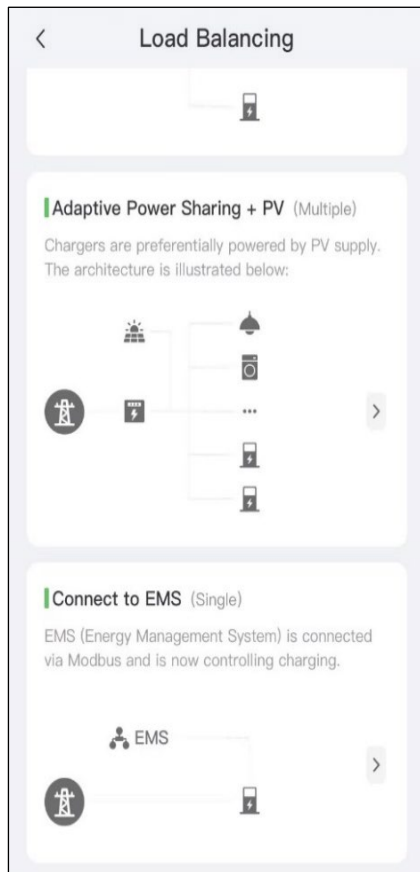 Load Balancing
Adaptive Power Sharing + PV (Multiple)
Chargers are preferentially powered by PV supply.
The architecture is illustrated below:
...
Connect to EMS (Single)
EMS (Energy Management System) is connected
via Modbus and is now controlling charging.
EMS